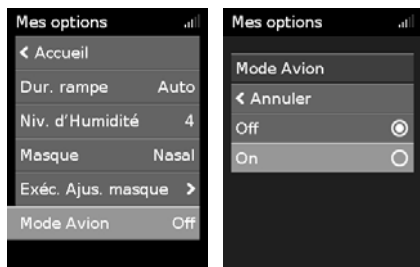 Mes options
< Accueil
Dur. rampe Auto
Niv. d'Humidité 4
Masque Nasal
Exéc. Ajus. masque >
Mode Avion Off
Mes options
Mode Avion
< Annuler
Off
On